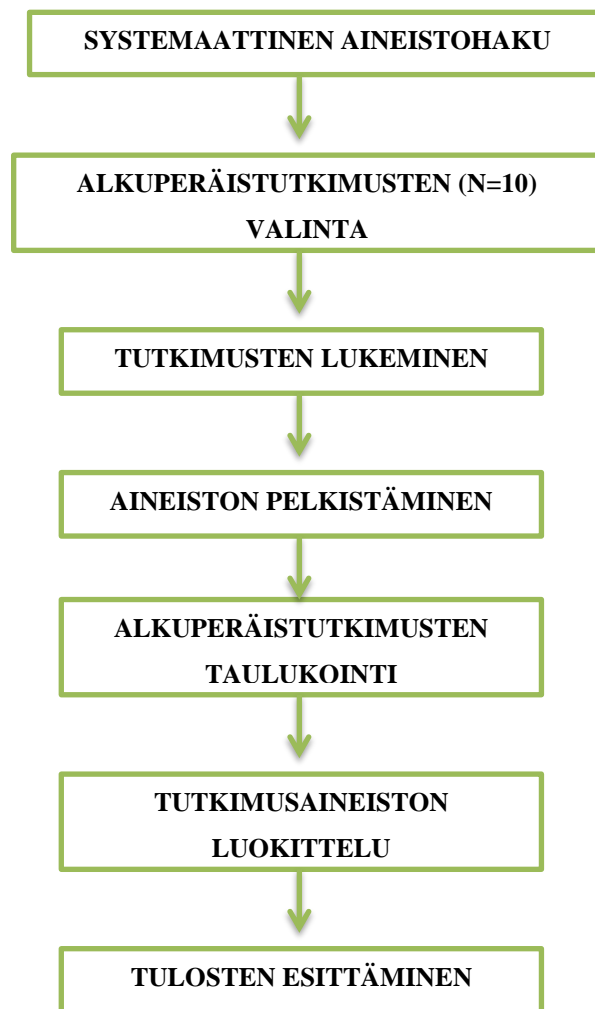 SYSTEMAATTINEN AINEISTOHAKU
ALKUPERÄISTUTKIMUSTEN (N=10)
VALINTA
TUTKIMUSTEN LUKEMINEN
AINEISTON PELKISTÄMINEN
ALKUPERÄISTUTKIMUSTEN
TAULUKOINTI
TUTKIMUSAINEISTON
LUOKITTELU
TULOSTEN ESITTÄMINEN